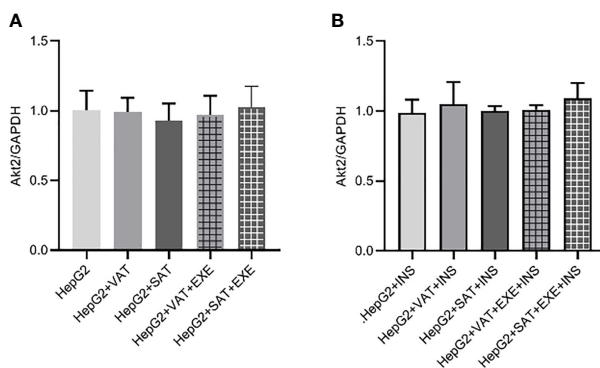 A
1.5
1.0
0.5
0.0
Akt2/GAPDH
HepG2
HepG2+VAT
HepG2+SAT
HepG2+VAT+EXE
HepG2+SAT+EXE
B
1.5
1.0
0.5
0.0
Akt2/GAPDH
.HepG2+INS
HepG2+VAT+INS
HepG2+SAT+INS
HepG2+VAT+EXE+INS
HepG2+SAT+EXE+INS